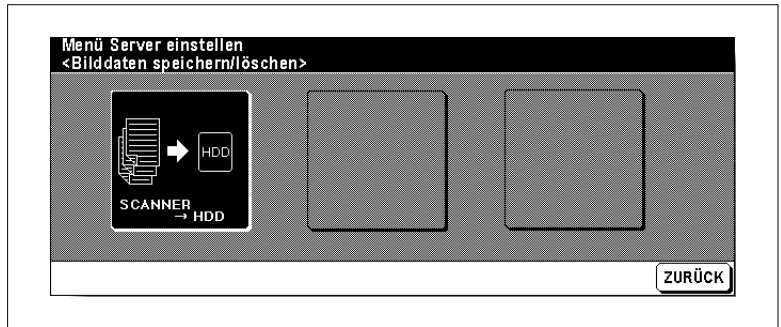 Menü Server einstellen
<Bilddaten speichern/löschen>
HDD
SCANNER
→ HDD
ZURÜCK